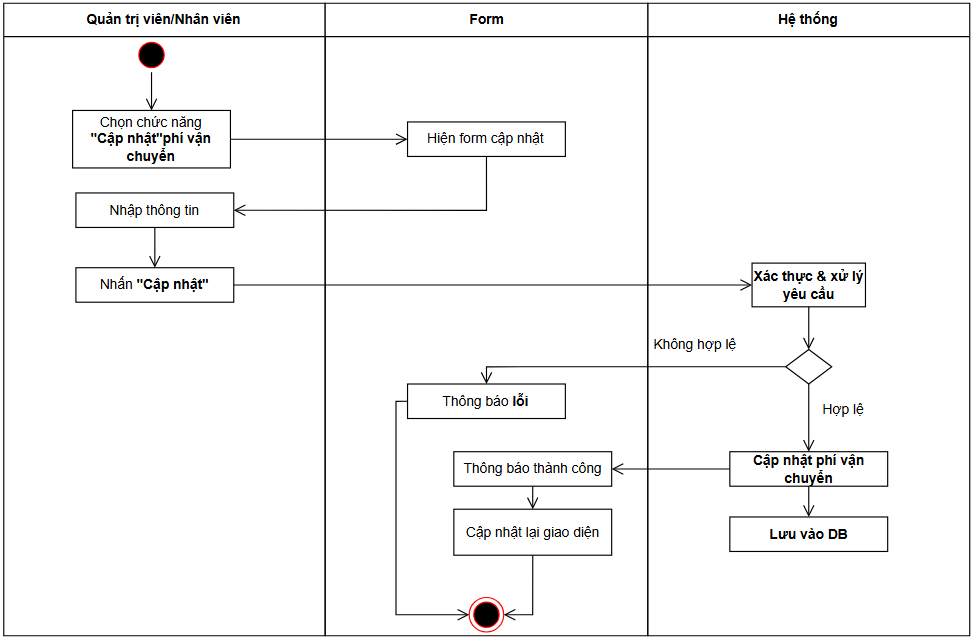 Quản trị viên/Nhân viên
Form
Hệ thống
Chọn chức năng
"Cập nhật"phí vận
chuyển
Hiện form cập nhật
Nhập thông tin
Nhấn "Cập nhật"
Xác thực & xử lý
yêu cầu
Không hợp lệ
Thông báo lỗi
Hợp lệ
Cập nhật phí vận
chuyển
Thông báo thành công
Cập nhật lại giao diện
Lưu vào DB